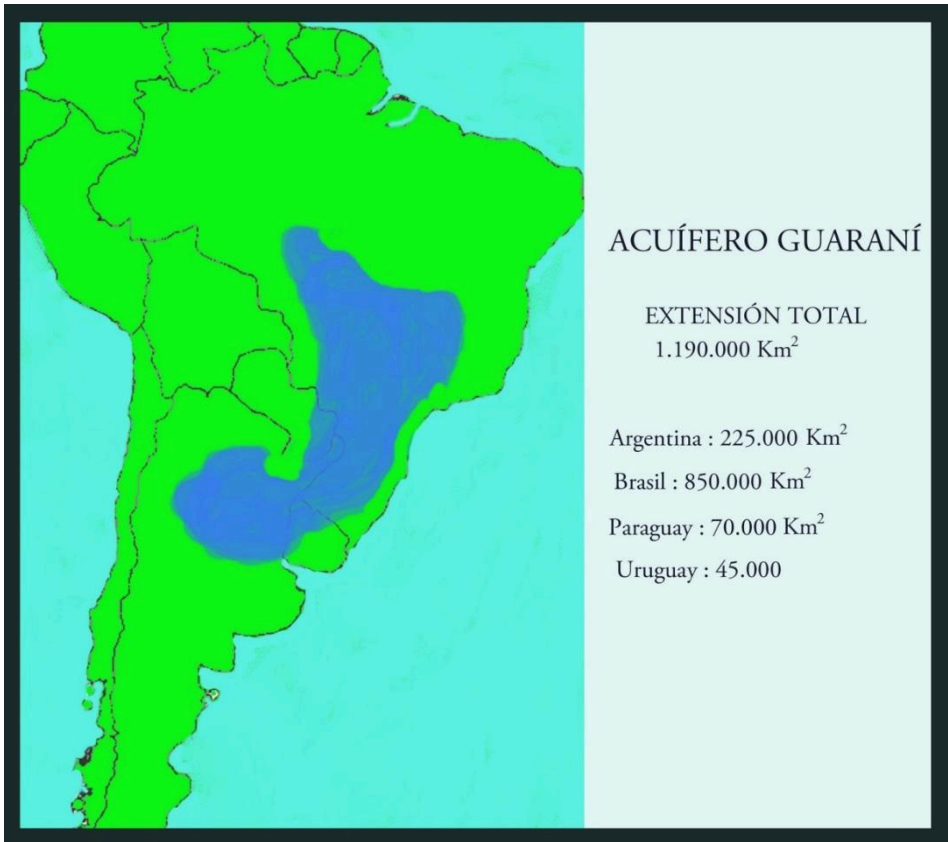 ACUÍFERO GUARANÍ
EXTENSIÓN TOTAL
1.190.000 Km²
Argentina : 225.000 Km²
Brasil : 850.000 Km²
Paraguay : 70.000 Km²
Uruguay : 45.000